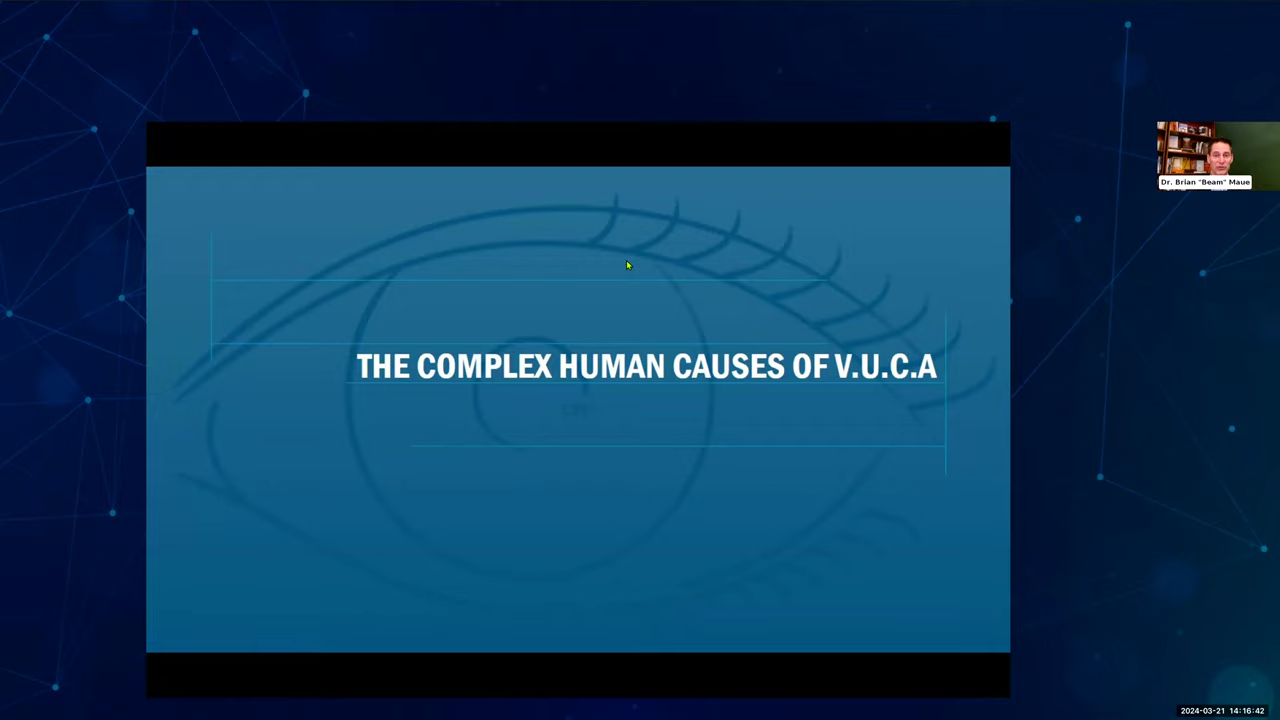 THE COMPLEX HUMAN CAUSES OF V.U.C.A
Dr. Brian "Beam" Maue
2024-03-21 14:16:42